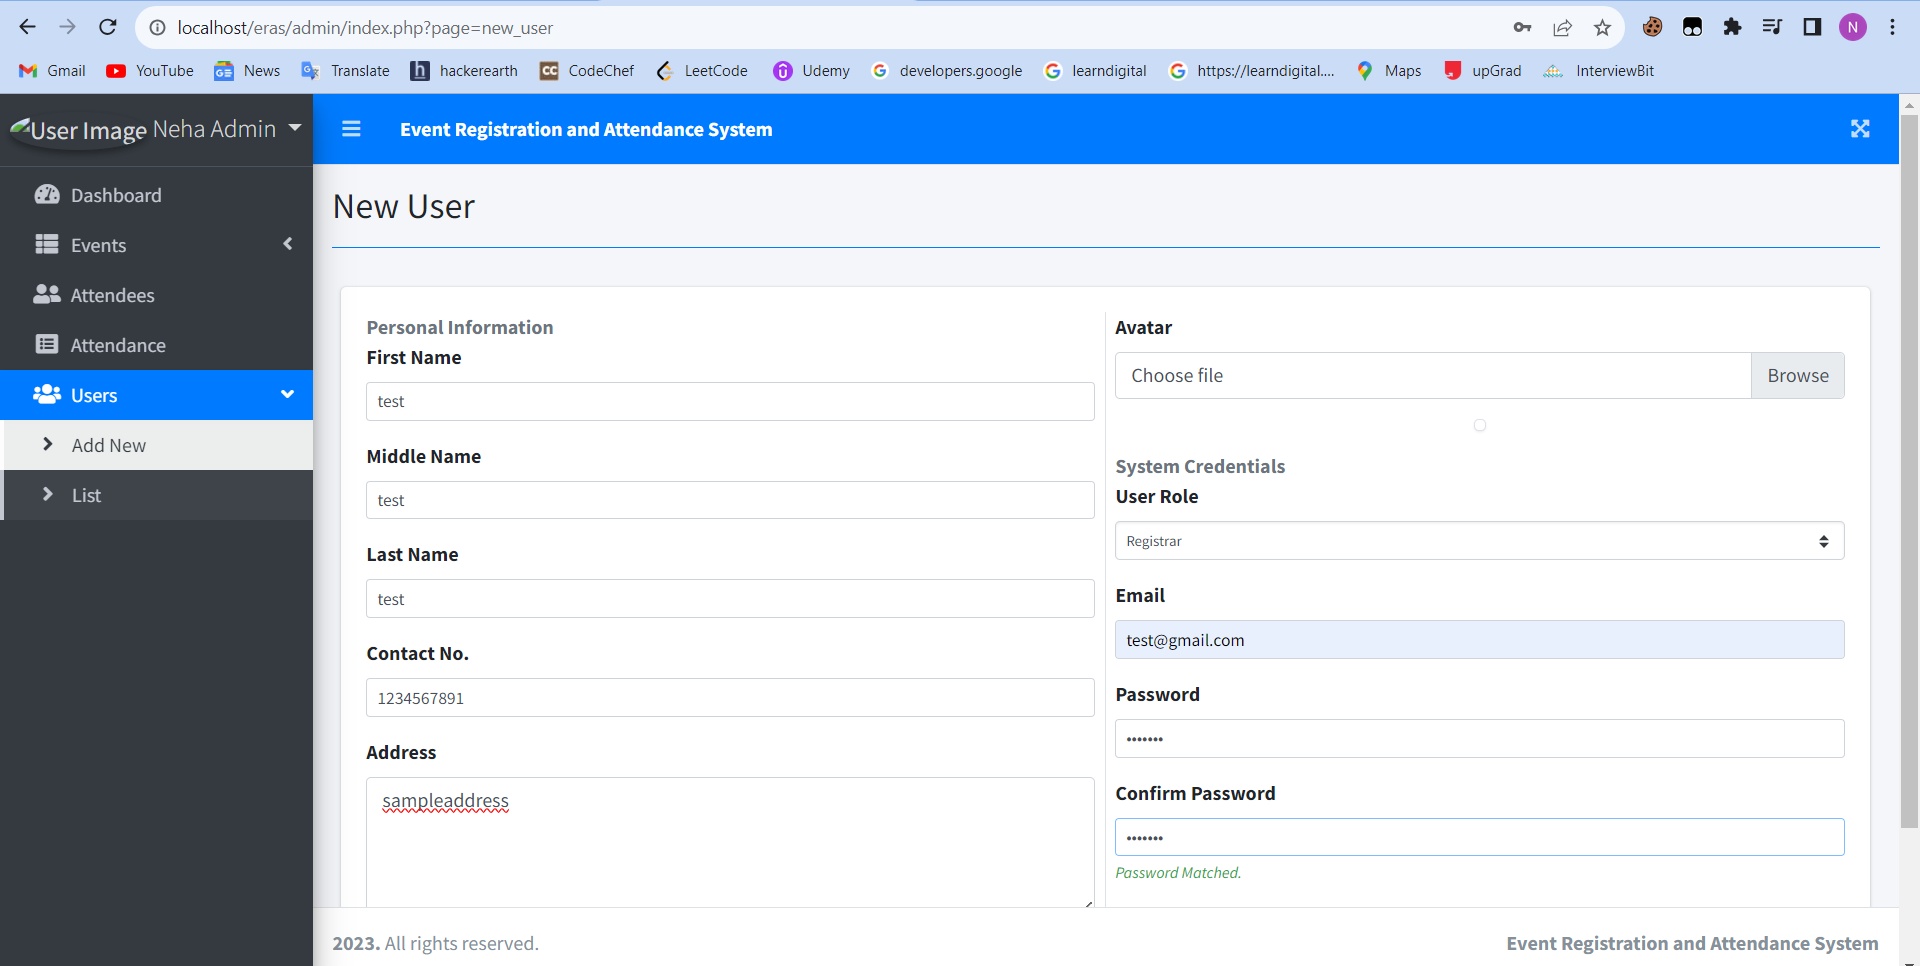 localhost/eras/admin/index.php?page=new_user
N
Gmail YouTube News Translate hackerearth CC CodeChef LeetCode Udemy developers.google learndigital https://learndigital.... Maps upGrad InterviewBit
User Image Neha Admin
Event Registration and Attendance System
Dashboard
Events
Attendees
Attendance
Users
Add New
List
New User
Personal Information
First Name
test
Middle Name
test
Last Name
test
Contact No.
1234567891
Address
sampleaddress
Avatar
Choose file Browse
System Credentials
User Role
Registrar
Email
test@gmail.com
Password
•••••••
Confirm Password
•••••••
Password Matched.
2023. All rights reserved.
Event Registration and Attendance System